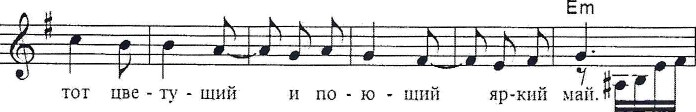 Em
тот цве - ту - щий и по - ю - щий яр-кий май.